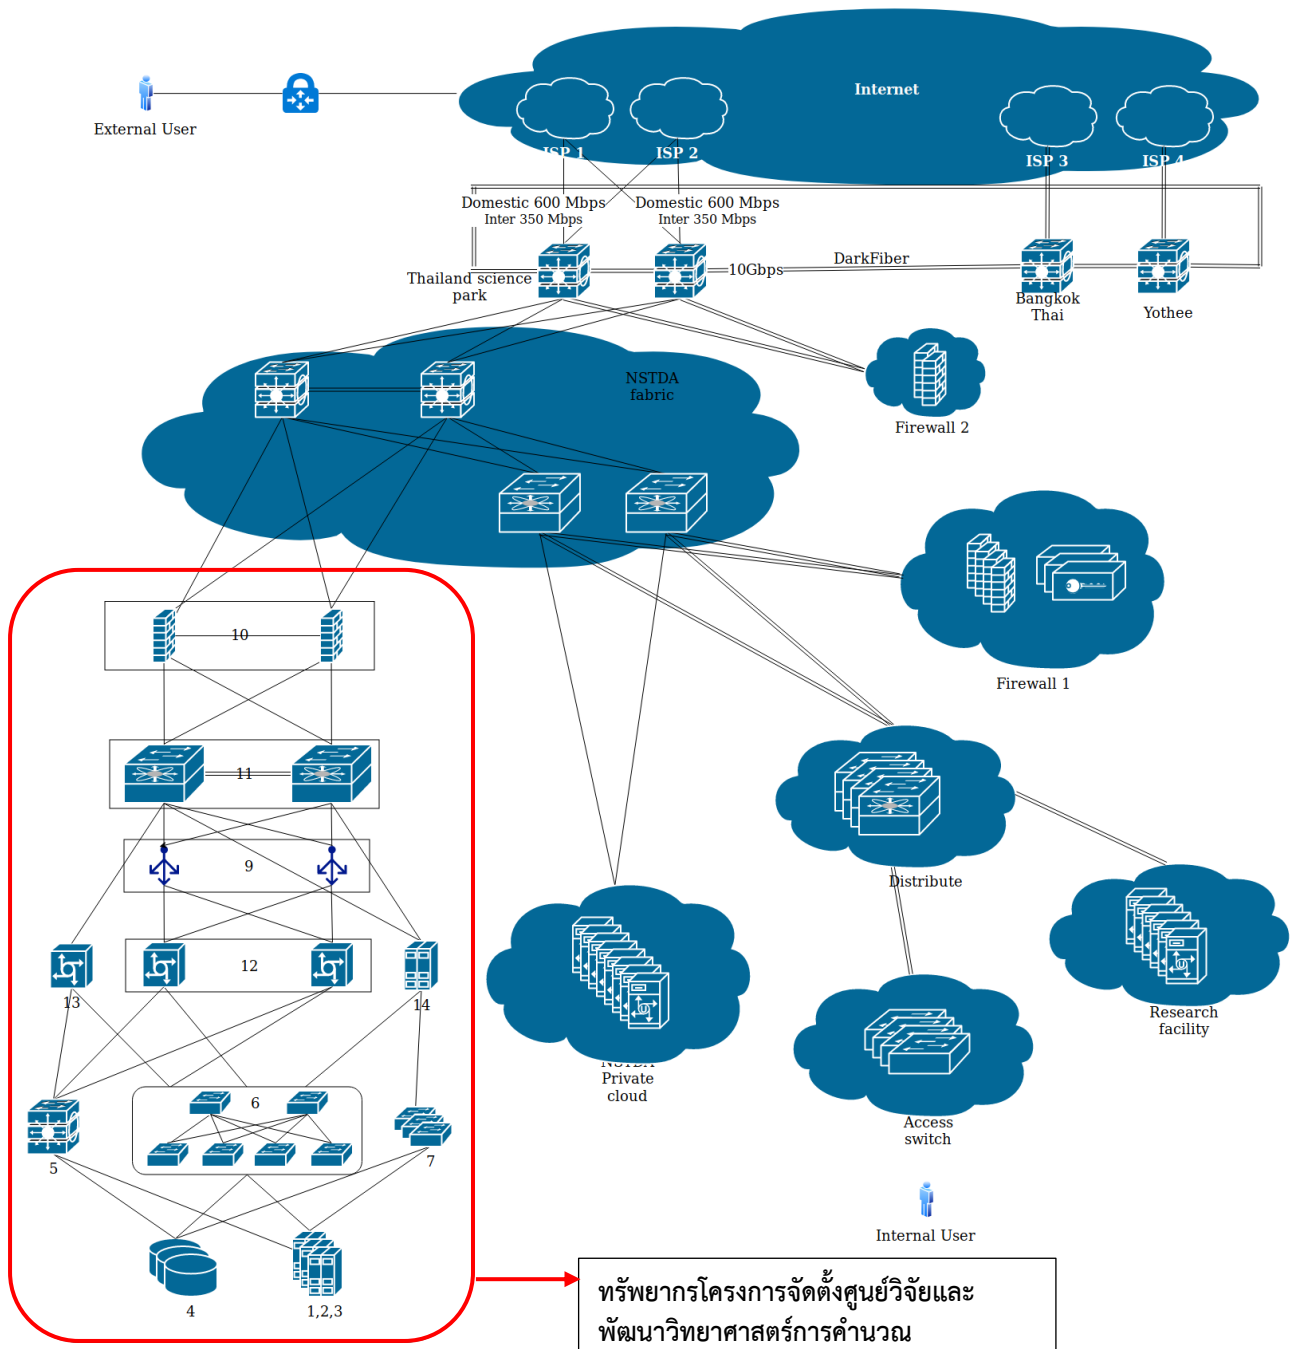 Internet
External User
ISP 1
ISP 2
ISP 3
ISP 4
Domestic 600 Mbps
Inter 350 Mbps
Domestic 600 Mbps
Inter 350 Mbps
DarkFiber
10Gbps
Thailand science
park
Bangkok
Thai
Yothee
NSTDA
fabric
Firewall 2
Firewall 1
10
11
9
12
13
14
Distribute
Research
facility
NSTDA
Private
cloud
6
5
7
Access
switch
Internal User
4
1,2,3
ทรัพยากรโครงการจัดตั้งศูนย์วิจัยและ
พัฒนาวิทยาศาสตร์การคำนวณ